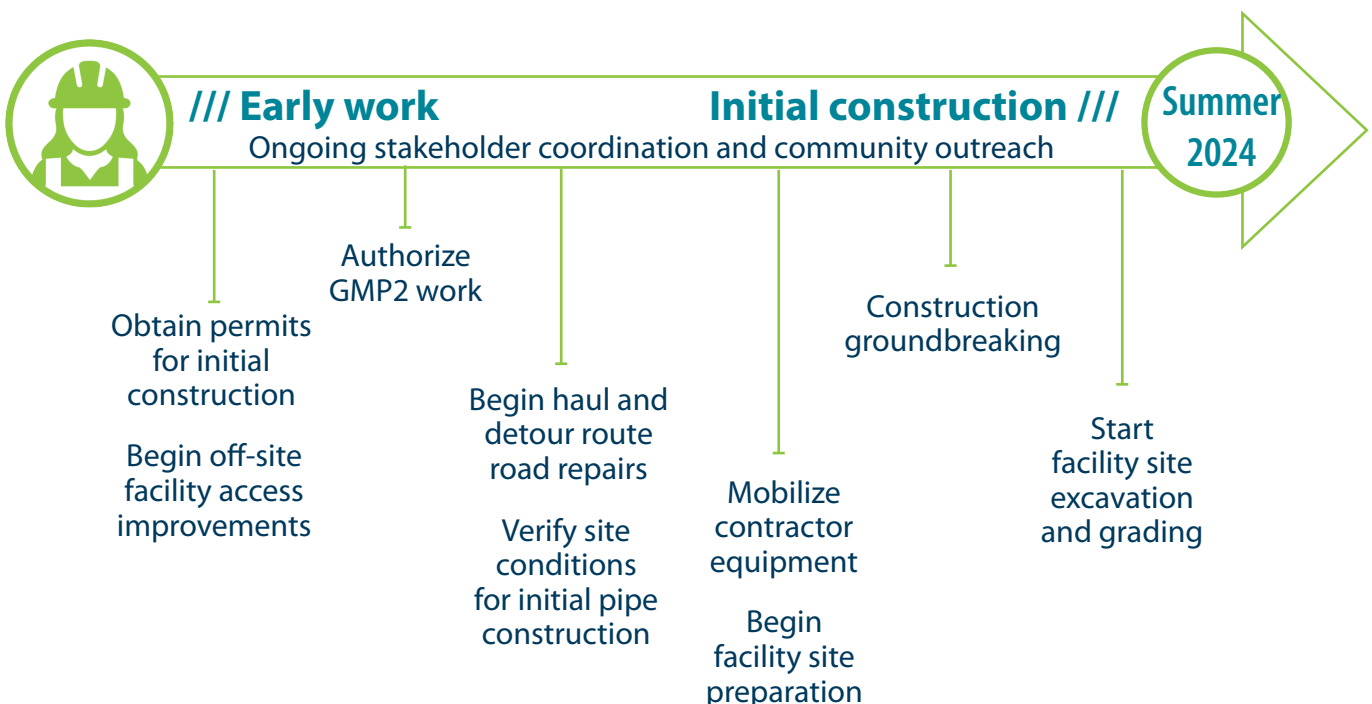 /// Early work
Initial construction ///
Summer
2024
Ongoing stakeholder coordination and community outreach
Obtain permits
for initial
construction
Begin off-site
facility access
improvements
Authorize
GMP2 work
Begin haul and
detour route
road repairs
Verify site
conditions
for initial pipe
construction
Mobilize
contractor
equipment
Begin
facility site
preparation
Construction
groundbreaking
Start
facility site
excavation
and grading